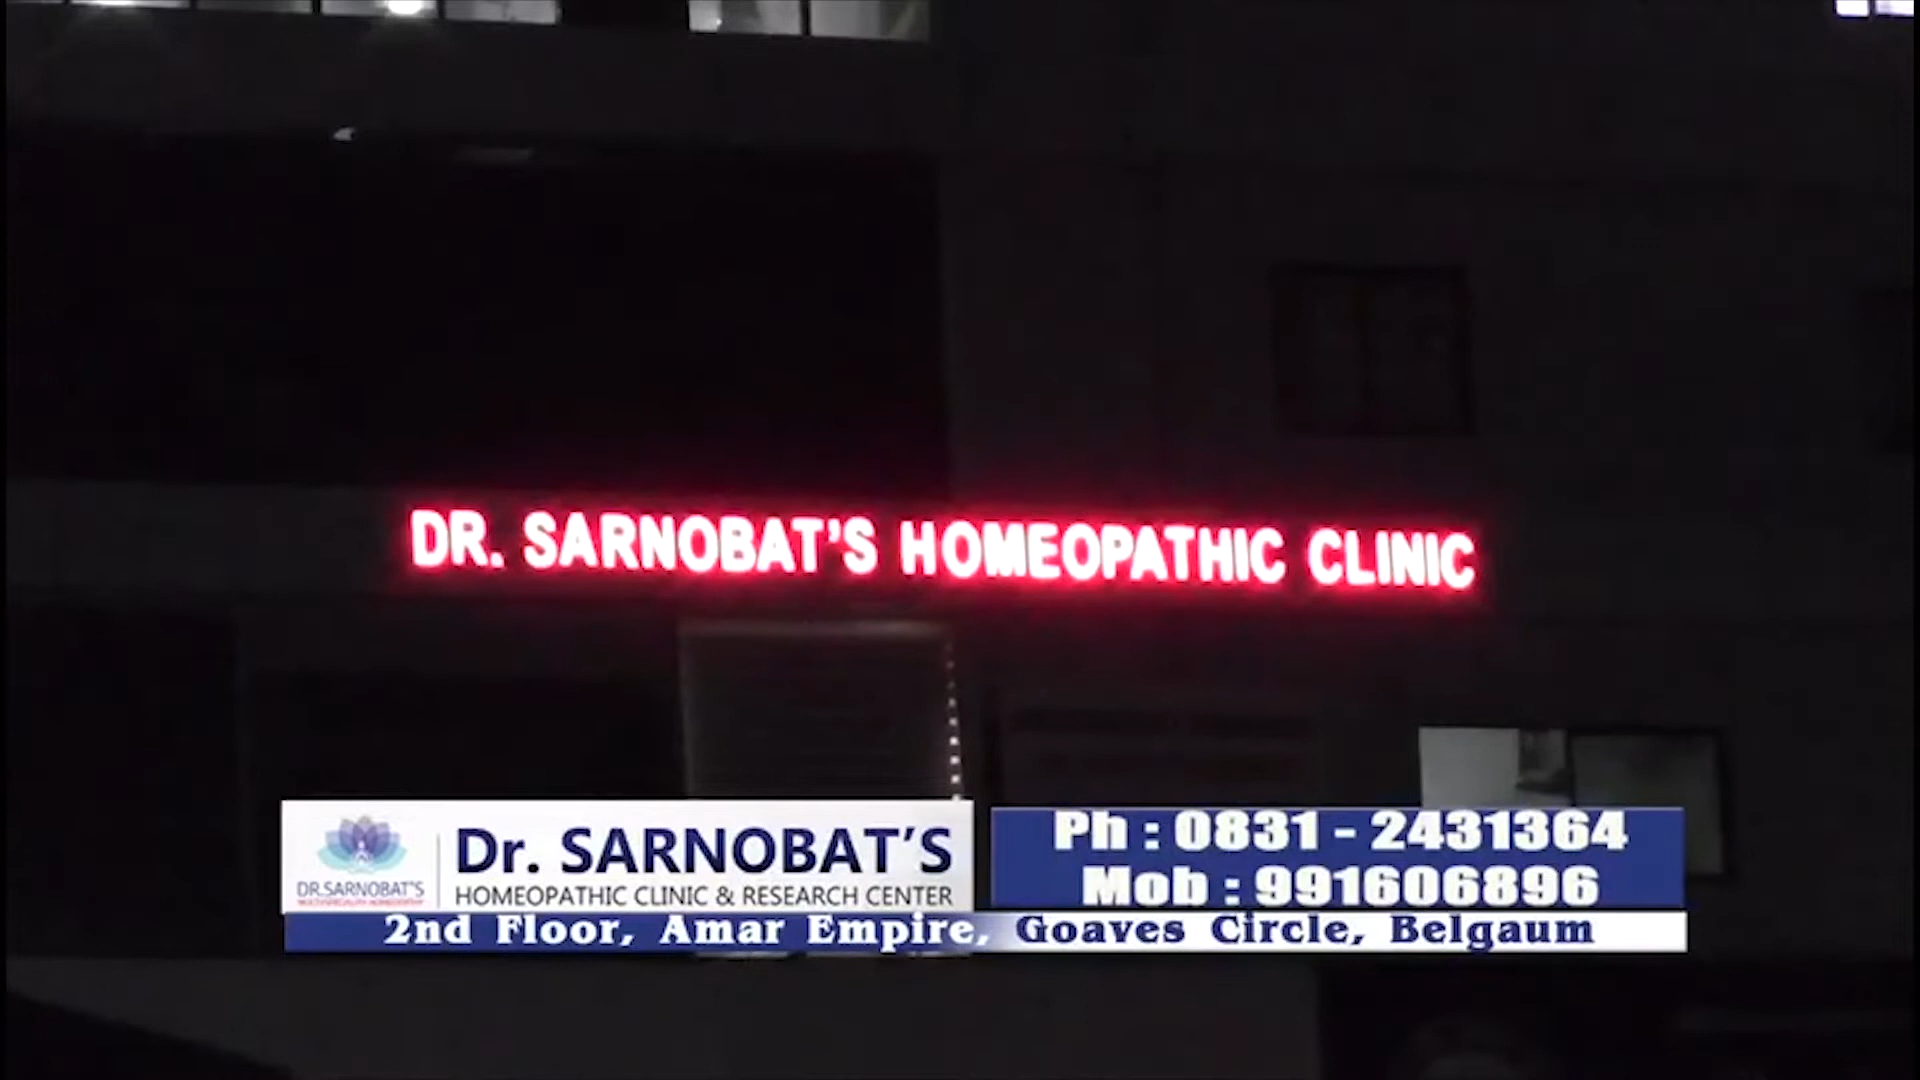 DR. SARNOBAT'S HOMEOPATHIC CLINIC
DR.SARNOBAT'S
Dr. SARNOBAT'S
HOMEOPATHIC CLINIC & RESEARCH CENTER
Ph : 0831 - 2431364
Mob : 991606896
2nd Floor, Amar Empire, Goaves Circle, Belgaum